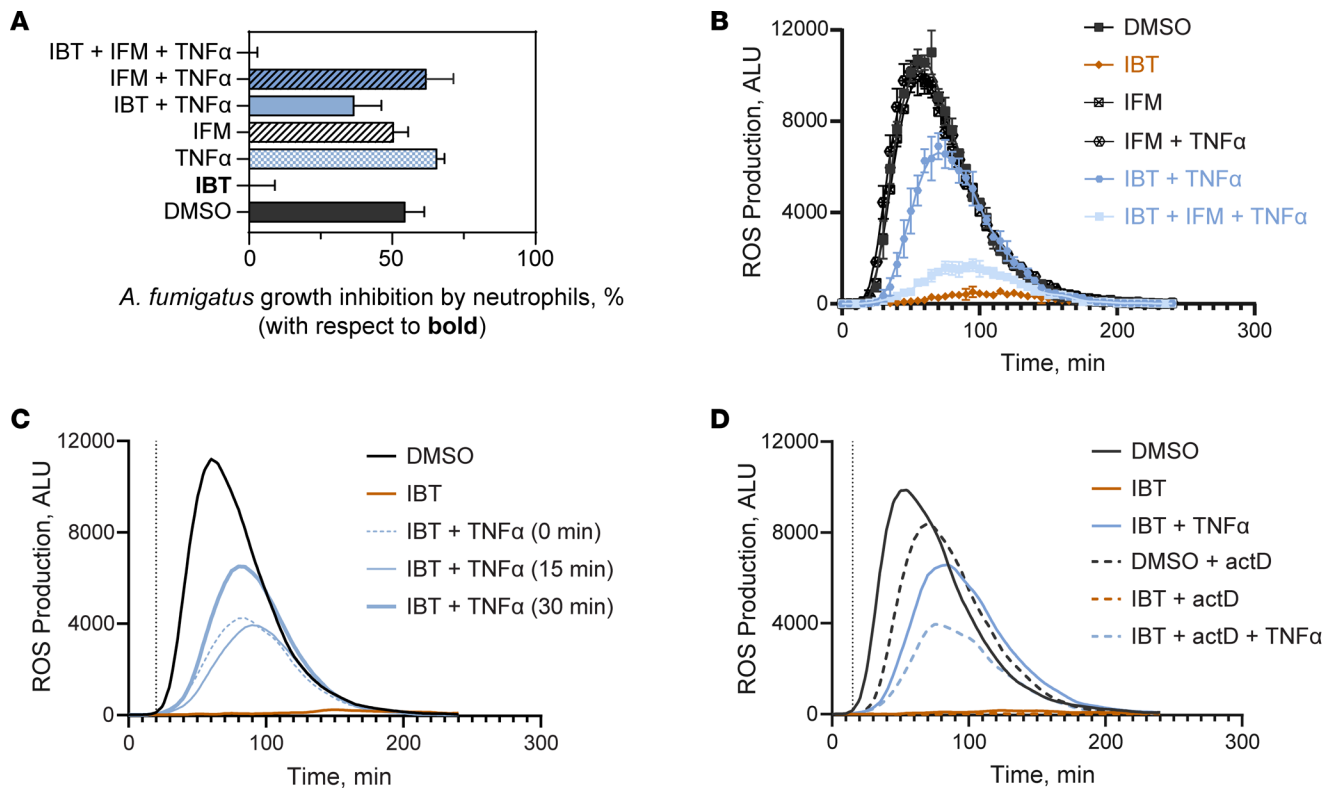 A
IBT + IFM + TNFα
IFM + TNFα
IBT + TNFα
IFM
TNFα
IBT
DMSO
0 50 100
A. fumigatus growth inhibition by neutrophils, %
(with respect to bold)
B
ROS Production, ALU
12000
8000
4000
0
0 100 200 300
Time, min
DMSO
IBT
IFM
IFM + TNFα
IBT + TNFα
IBT + IFM + TNFα
C
ROS Production, ALU
12000
8000
4000
0
0 100 200 300
Time, min
DMSO
IBT
IBT + TNFα (0 min)
IBT + TNFα (15 min)
IBT + TNFα (30 min)
D
ROS Production, ALU
12000
8000
4000
0
0 100 200 300
Time, min
DMSO
IBT
IBT + TNFα
DMSO + actD
IBT + actD
IBT + actD + TNFα